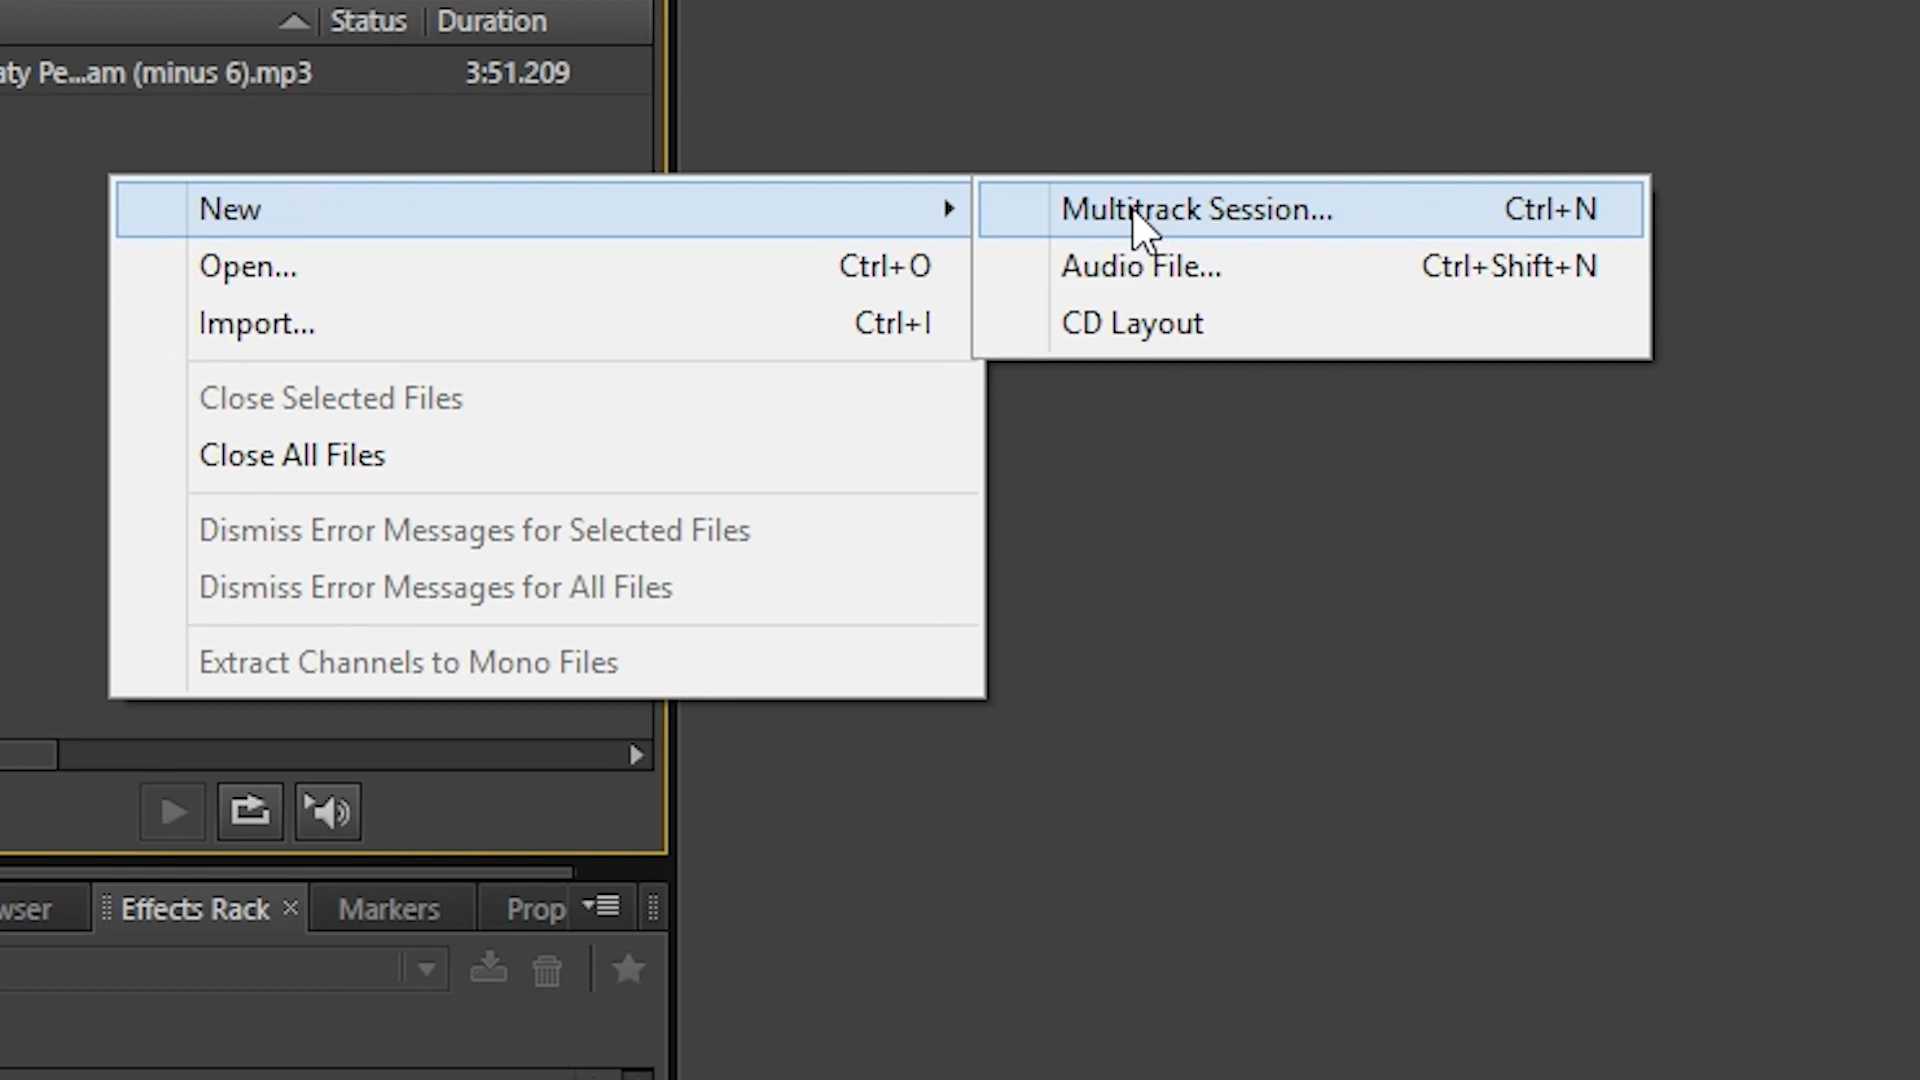 Status Duration
aty Pe...am (minus 6).mp3 3:51.209
New Multitrack Session... Ctrl+N
Open... Ctrl+O Audio File... Ctrl+Shift+N
Import... Ctrl+I CD Layout
Close Selected Files
Close All Files
Dismiss Error Messages for Selected Files
Dismiss Error Messages for All Files
Extract Channels to Mono Files
wser Effects Rack Markers Prop